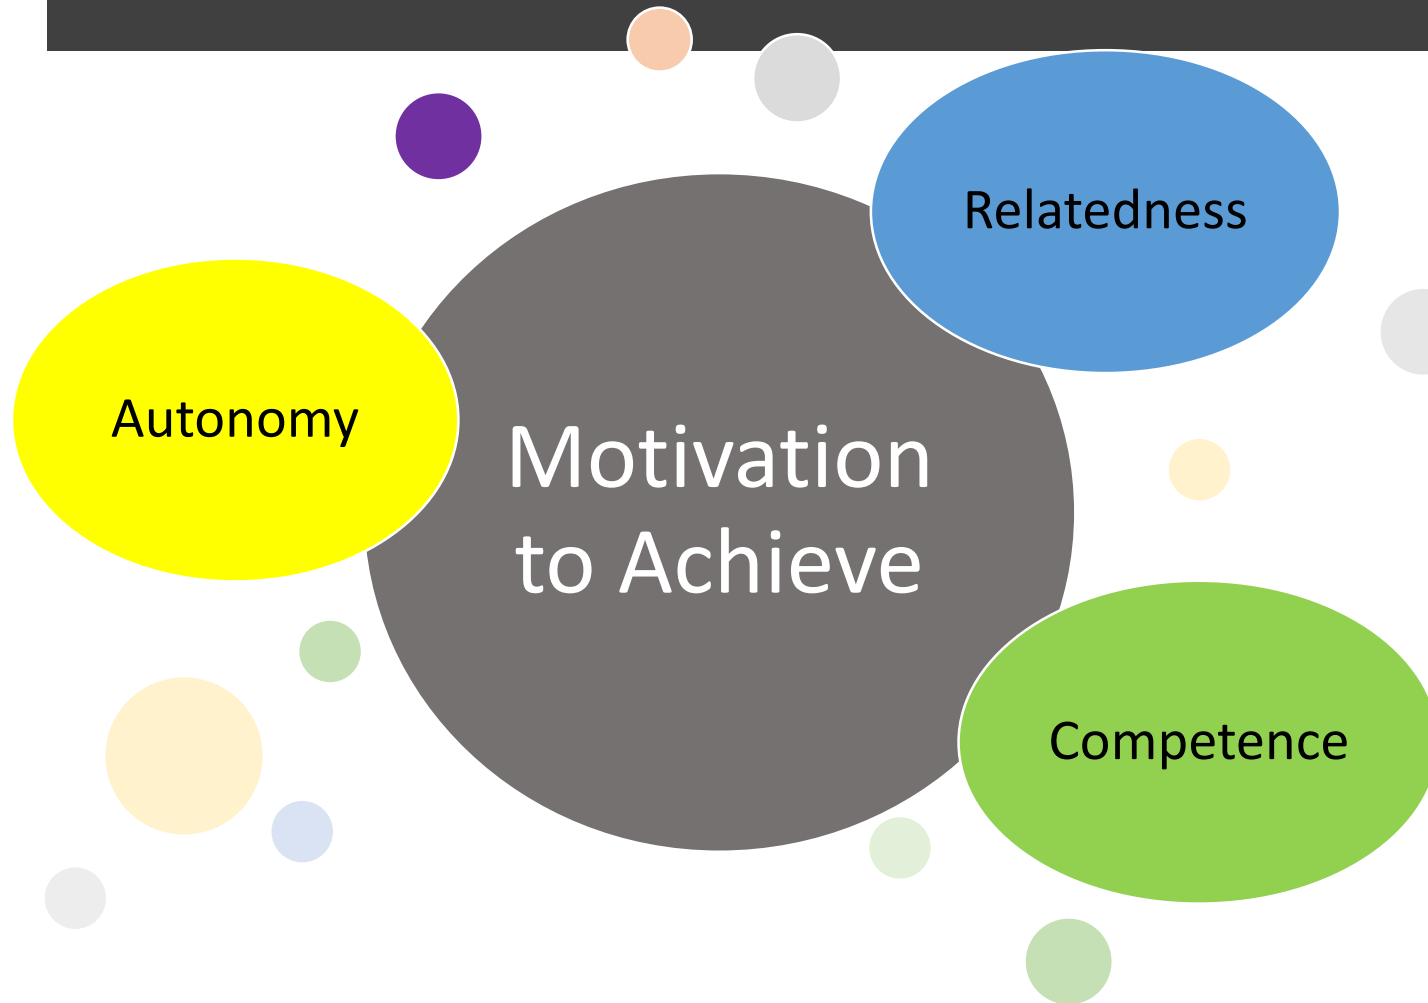 Relatedness
Autonomy
Motivation
to Achieve
Competence